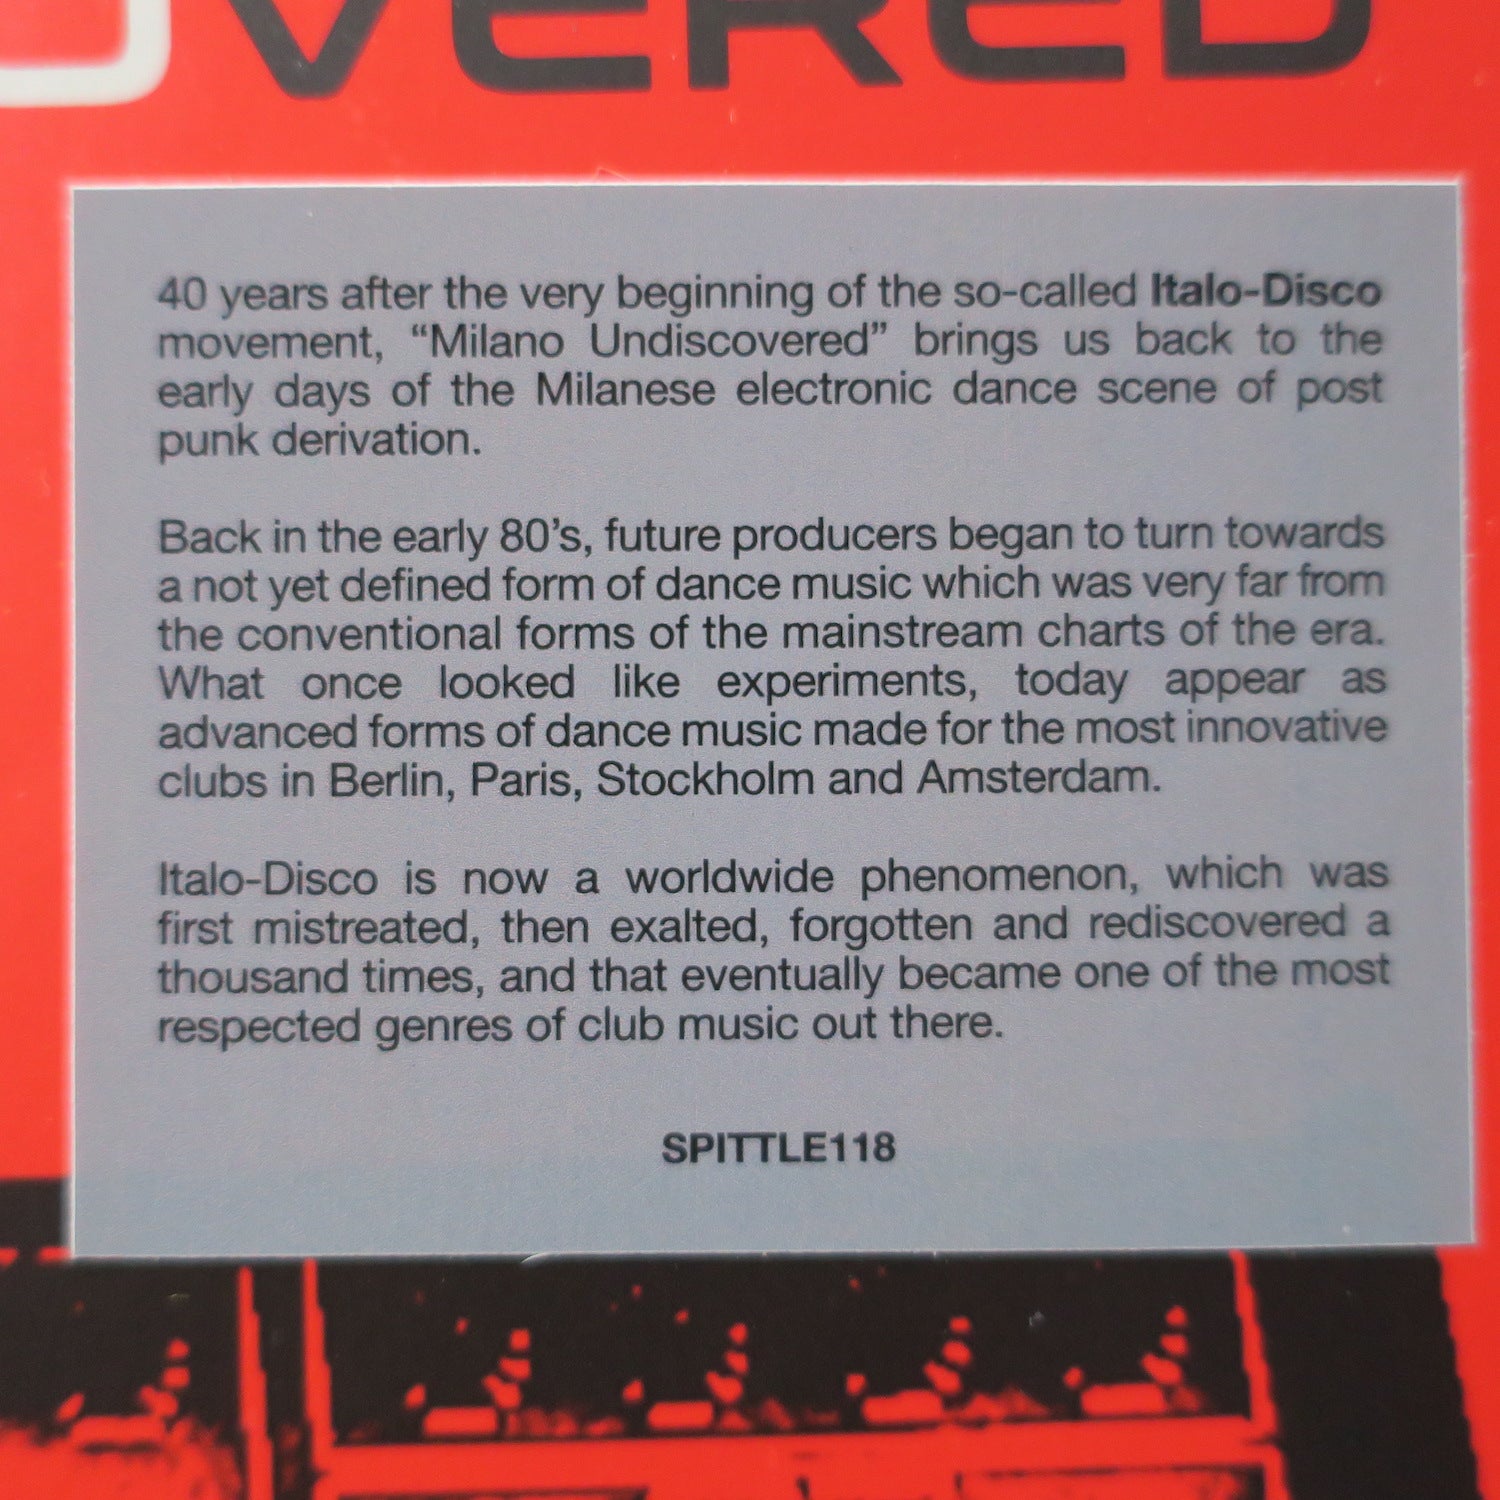 OVERED
40 years after the very beginning of the so-called Italo-Disco
movement, “Milano Undiscovered” brings us back to the
early days of the Milanese electronic dance scene of post
punk derivation.
Back in the early 80’s, future producers began to turn towards
a not yet defined form of dance music which was very far from
the conventional forms of the mainstream charts of the era.
What once looked like experiments, today appear as
advanced forms of dance music made for the most innovative
clubs in Berlin, Paris, Stockholm and Amsterdam.
Italo-Disco is now a worldwide phenomenon, which was
first mistreated, then exalted, forgotten and rediscovered a
thousand times, and that eventually became one of the most
respected genres of club music out there.
SPITTLE118